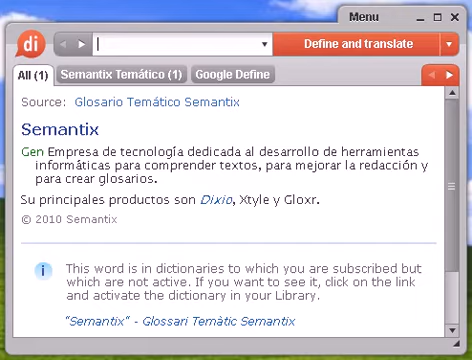 Menu
di
Define and translate
All (1)
Semantix Temático (1)
Google Define
Source: Glosario Temático Semantix
Semantix
Gen Empresa de tecnología dedicada al desarrollo de herramientas
informáticas para comprender textos, para mejorar la redacción y
para crear glosarios.
Su principales productos son Dixio, Xtyle y Gloxr.
© 2010 Semantix
i
This word is in dictionaries to which you are subscribed but
which are not active. If you want to see it, click on the link
and activate the dictionary in your Library.
"Semantix" - Glossari Temàtic Semantix